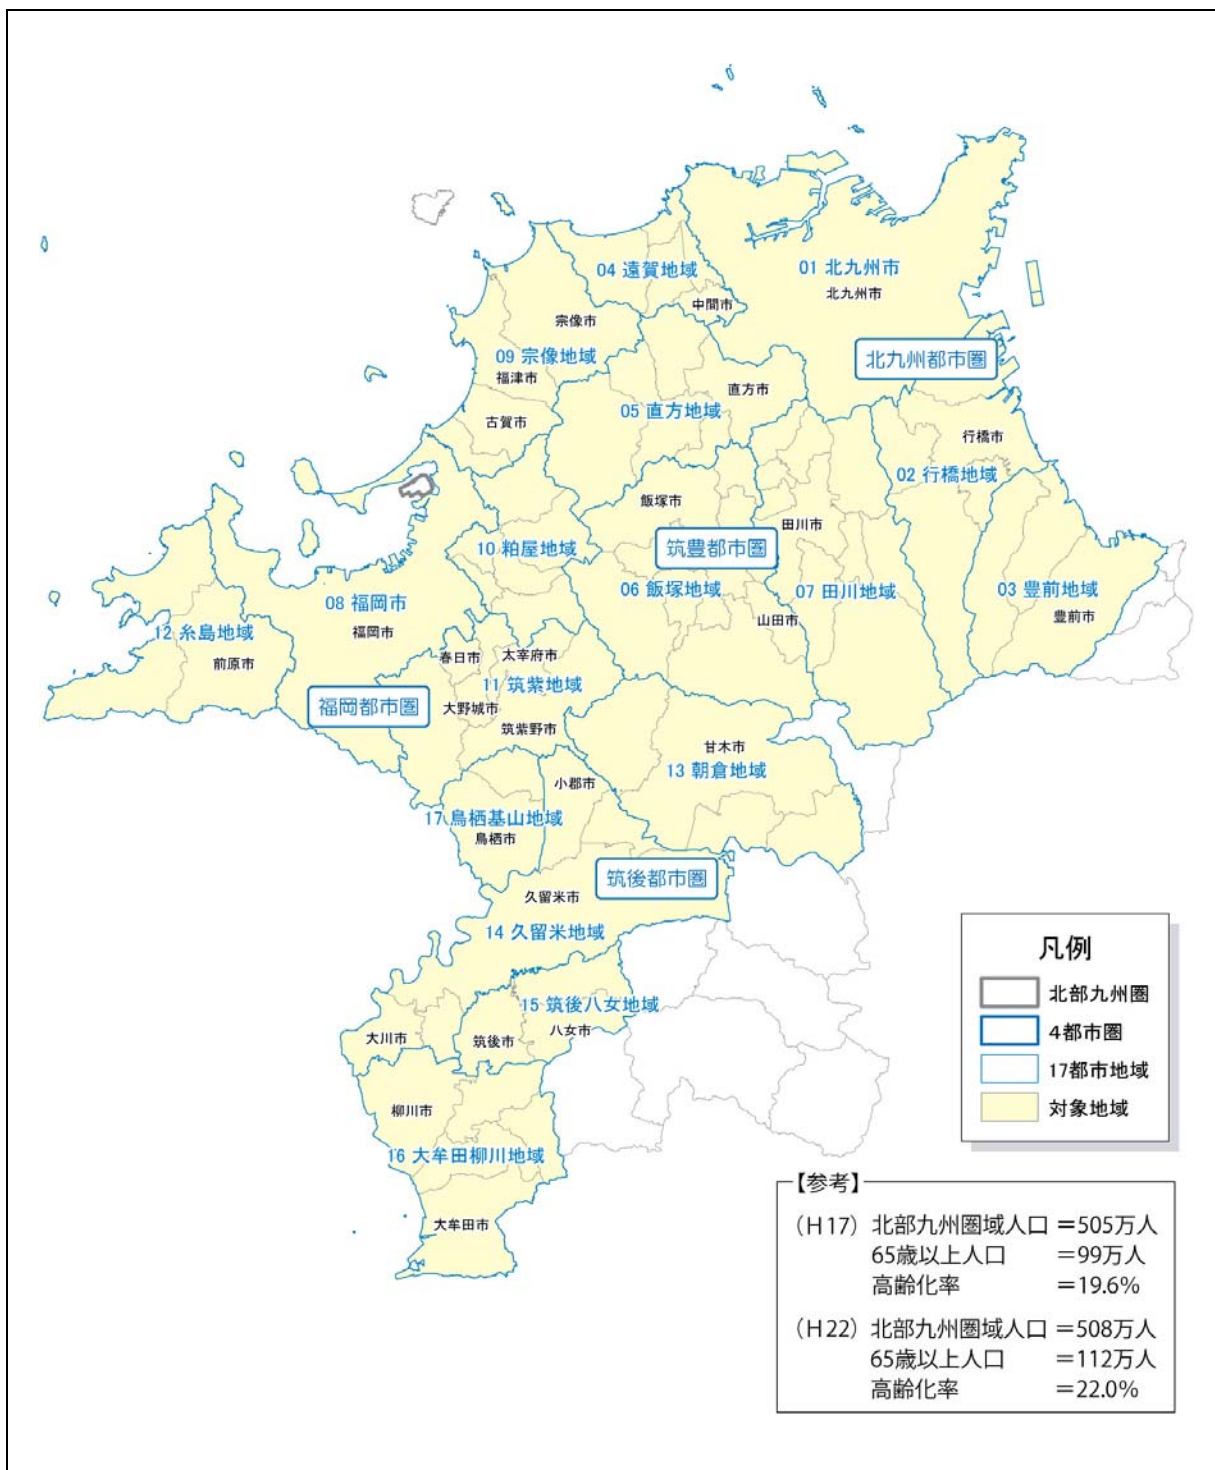 01 北九州市
04 遠賀地域
北九州市
中間市
宗像市
09 宗像地域
北九州都市圏
福津市
直方市
05 直方地域
古賀市
行橋市
02 行橋地域
飯塚市
田川市
10 粕屋地域
筑豊都市圏
06 飯塚地域
07 田川地域
03 豊前地域
08 福岡市
山田市
豊前市
12 糸島地域
福岡市
春日市
太宰府市
前原市
11 筑紫地域
福岡都市圏
大野城市
筑紫野市
甘木市
13 朝倉地域
小郡市
17 鳥栖基山地域
鳥栖市
筑後都市圏
久留米市
14 久留米地域
15 筑後八女地域
大川市
筑後市
八女市
柳川市
16 大牟田柳川地域
大牟田市
凡例
北部九州圏
4都市圏
17都市地域
対象地域
【参考】
（H17）北部九州圏域人口 ＝505万人
65歳以上人口 ＝99万人
高齢化率 ＝19.6%
（H22）北部九州圏域人口 ＝508万人
65歳以上人口 ＝112万人
高齢化率 ＝22.0%